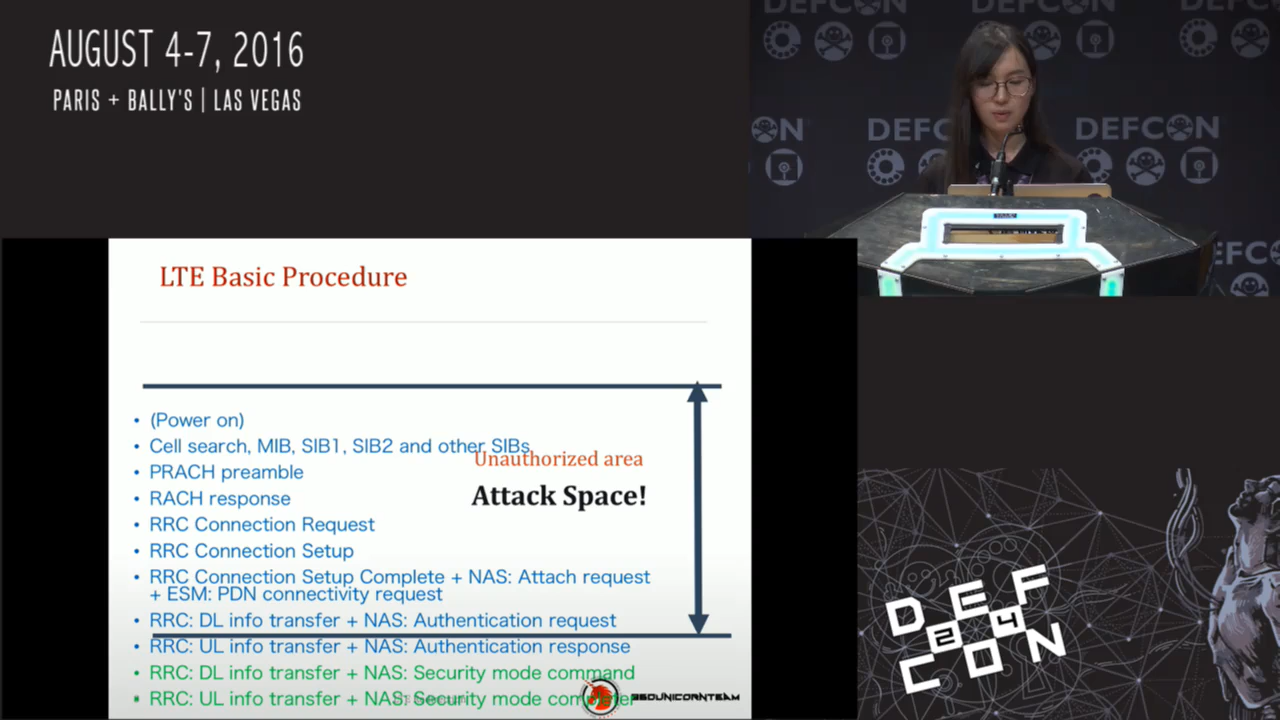 AUGUST 4-7, 2016
PARIS + BALLY'S | LAS VEGAS
DEFCON
DEFCON
DEFCON
LTE Basic Procedure
• (Power on)
• Cell search, MIB, SIB1, SIB2 and other SIBs
Unauthorized area
• PRACH preamble
• RACH response
Attack Space!
• RRC Connection Request
• RRC Connection Setup
• RRC Connection Setup Complete + NAS: Attach request
+ ESM: PDN connectivity request
• RRC: DL info transfer + NAS: Authentication request
• RRC: UL info transfer + NAS: Authentication response
• RRC: DL info transfer + NAS: Security mode command
• RRC: UL info transfer + NAS: Security mode
360UNICORNTEAM
DEF
24
CON